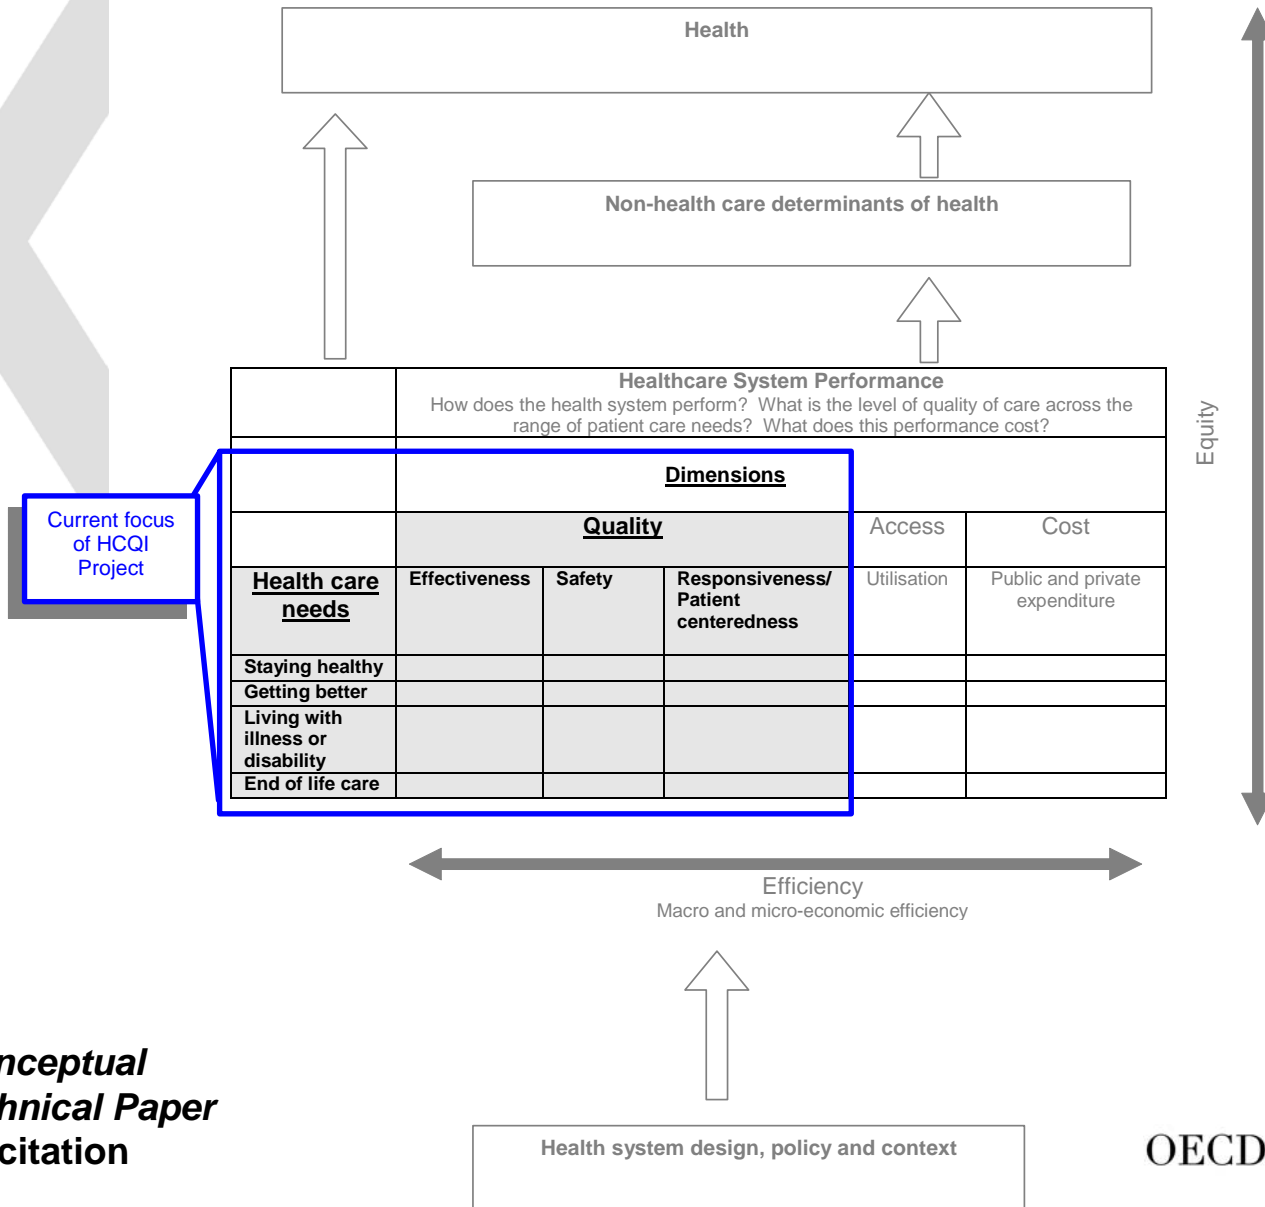 Health
Non-health care determinants of health
Healthcare System Performance
How does the health system perform? What is the level of quality of care across the
range of patient care needs? What does this performance cost?
Equity
Dimensions
Current focus
of HCQI
Project
Quality
Access
Cost
Health care
needs
Effectiveness
Safety
Responsiveness/
Patient
centeredness
Utilisation
Public and private
expenditure
Staying healthy
Getting better
Living with
illness or
disability
End of life care
Efficiency
Macro and micro-economic efficiency
nceptual
hnical Paper
citation
Health system design, policy and context
OECD